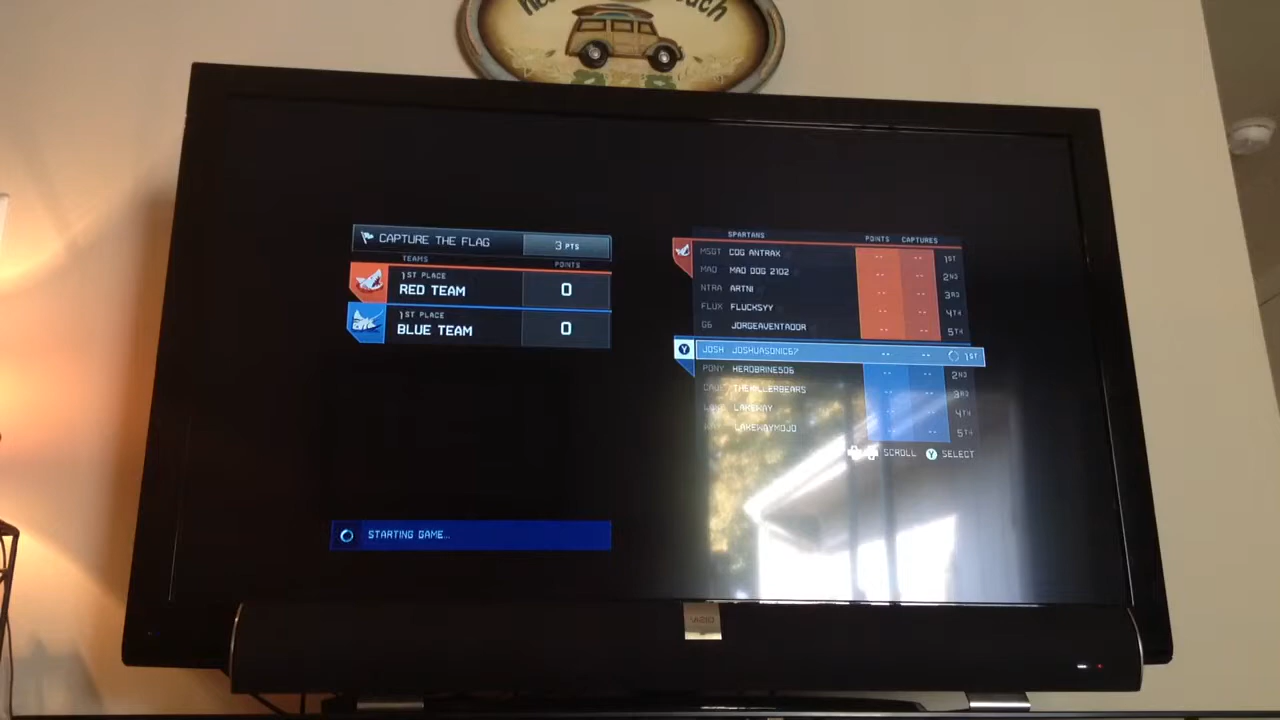 CAPTURE THE FLAG 3 PTS
TEAMS POINTS
1ST PLACE
RED TEAM 0
1ST PLACE
BLUE TEAM 0
SPARTANS POINTS CAPTURES
MSGT CDG ANTRAX -- -- 1ST
MAD MAD DOG 2102 -- -- 2ND
NTRA ARTNI -- -- 3RD
FLUX FLUCKSYY -- -- 4TH
G6 JORGEAVENTADOR -- -- 5TH
Y JOSH JOSHUASONIC67 -- -- 1ST
PONY HEROBRINE506 -- -- 2ND
THEKILLERBEARS -- -- 3RD
LAKEWAY -- -- 4TH
LAKEWAYMOJO -- -- 5TH
SCROLL Y SELECT
STARTING GAME...
VIZIO